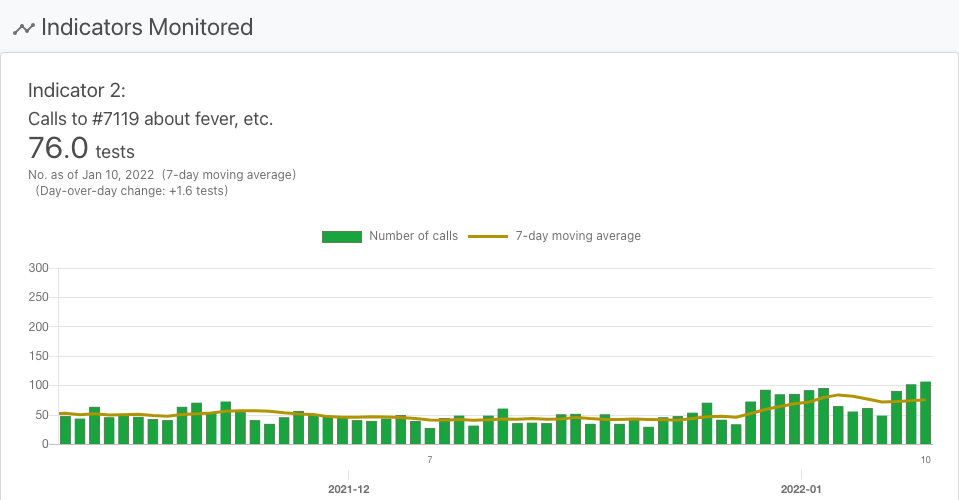 Indicators Monitored
Indicator 2:
Calls to #7119 about fever, etc.
76.0 tests
No. as of Jan 10, 2022 (7-day moving average)
(Day-over-day change: +1.6 tests)
Number of calls 7-day moving average
300
250
200
150
100
50
0
7 10
2021-12 2022-01